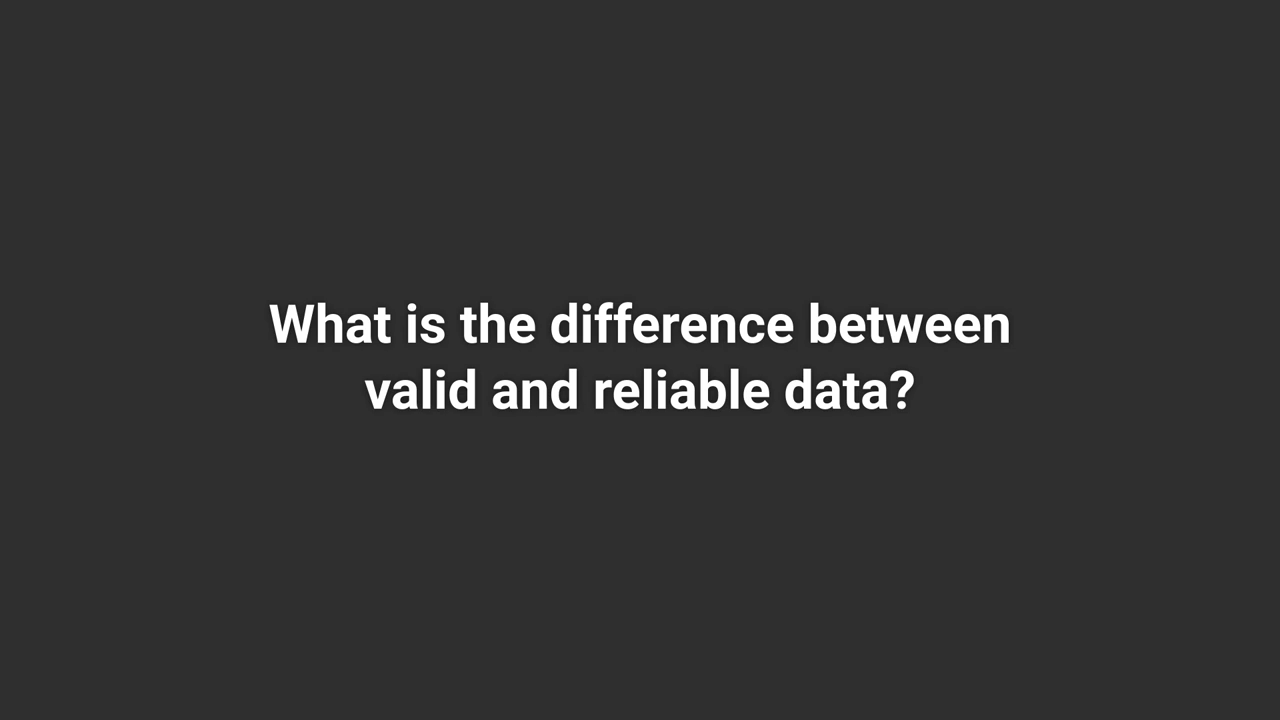 What is the difference between
valid and reliable data?